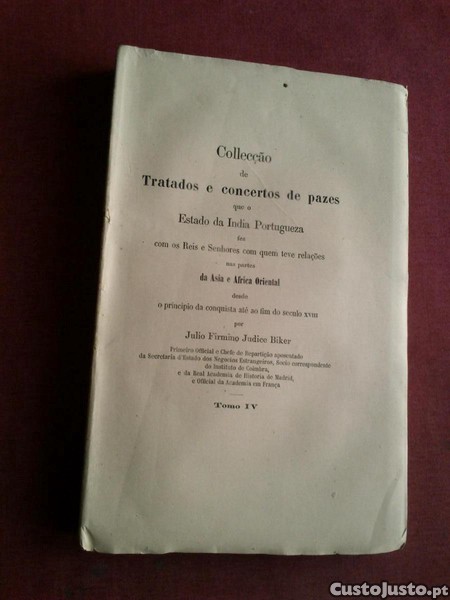 Collecção
de
Tratados e concertos de pazes
que o
Estado da India Portugueza
fez
com os Reis e Senhores com quem teve relações
nas partes
da Asia e Africa Oriental
desde
o principio da conquista até ao fim do seculo XVIII
por
Julio Firmino Judice Biker
Primeiro Official e Chefe de Repartição aposentado
da Secretaria d'Estado dos Negocios Estrangeiros, Socio correspondente
do Instituto de Coimbra,
e da Real Academia de Historia de Madrid,
e Official da Academia em França
Tomo IV
CustoJusto.pt